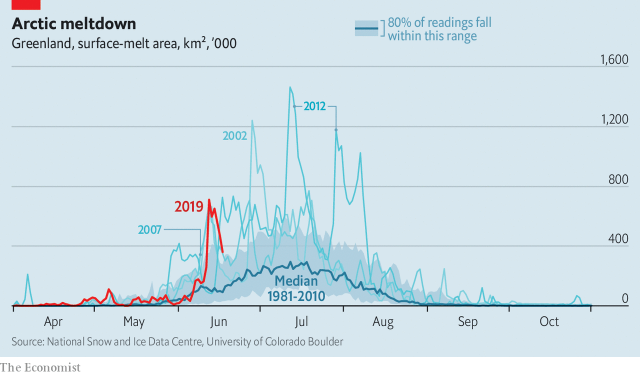 Arctic meltdown
Greenland, surface-melt area, km², ’000
80% of readings fall
within this range
1,600
1,200
800
400
0
2012
2002
2019
2007
Median
1981-2010
Apr May Jun Jul Aug Sep Oct
Source: National Snow and Ice Data Centre, University of Colorado Boulder
The Economist